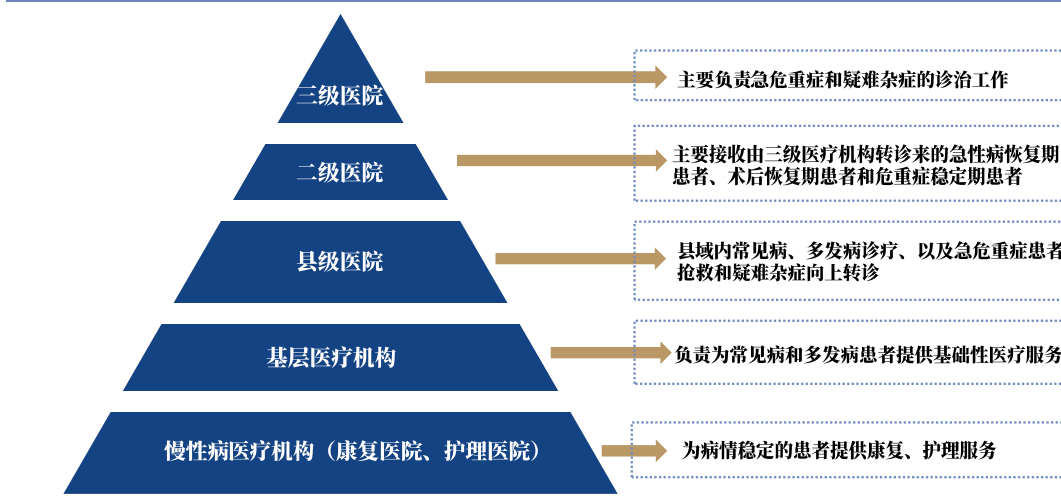 三级医院
主要负责急危重症和疑难杂症的诊治工作
二级医院
主要接收由三级医疗机构转诊来的急性病恢复期
患者、术后恢复期患者和危重症稳定期患者
县级医院
县域内常见病、多发病诊疗、以及急危重症患者
抢救和疑难杂症向上转诊
基层医疗机构
负责为常见病和多发病患者提供基础性医疗服务
慢性病医疗机构（康复医院、护理医院）
为病情稳定的患者提供康复、护理服务